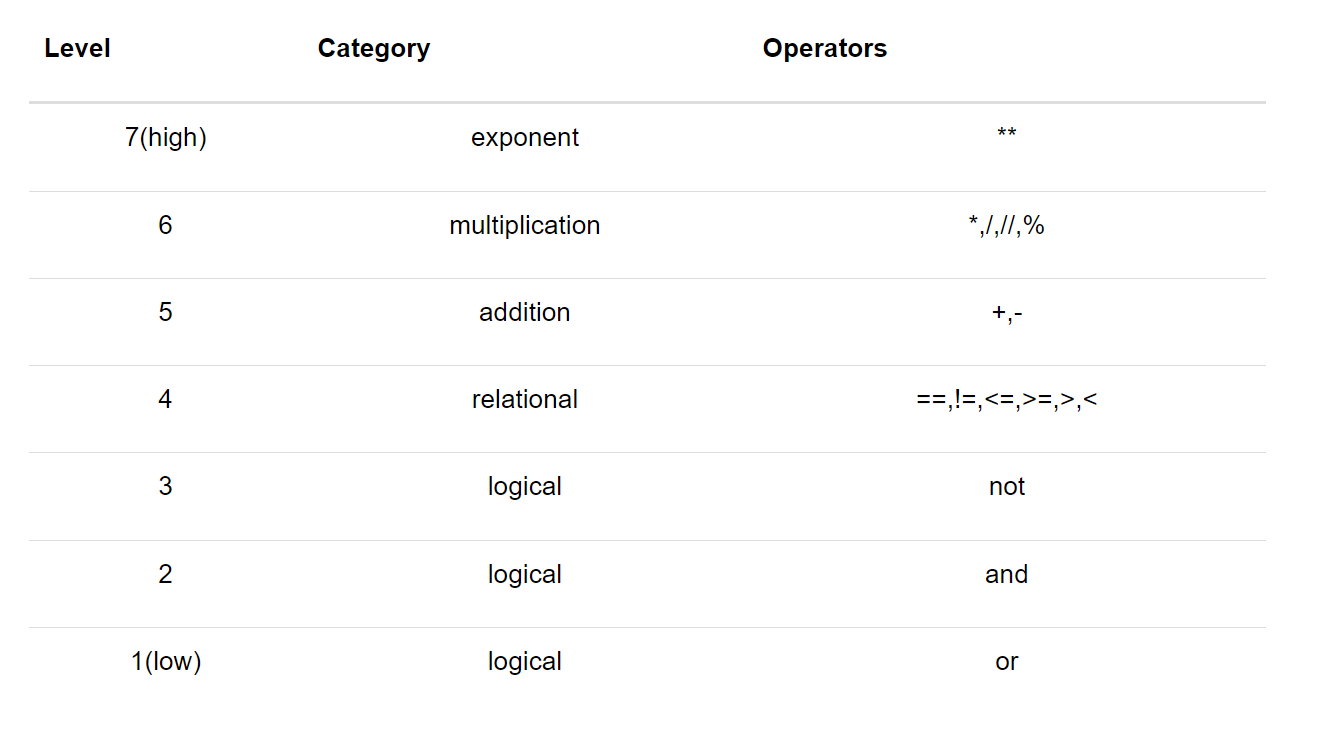 Level Category Operators
7(high) exponent **
6 multiplication *,/,//,%
5 addition +,-
4 relational ==,!=,<=,>=,>,<
3 logical not
2 logical and
1(low) logical or